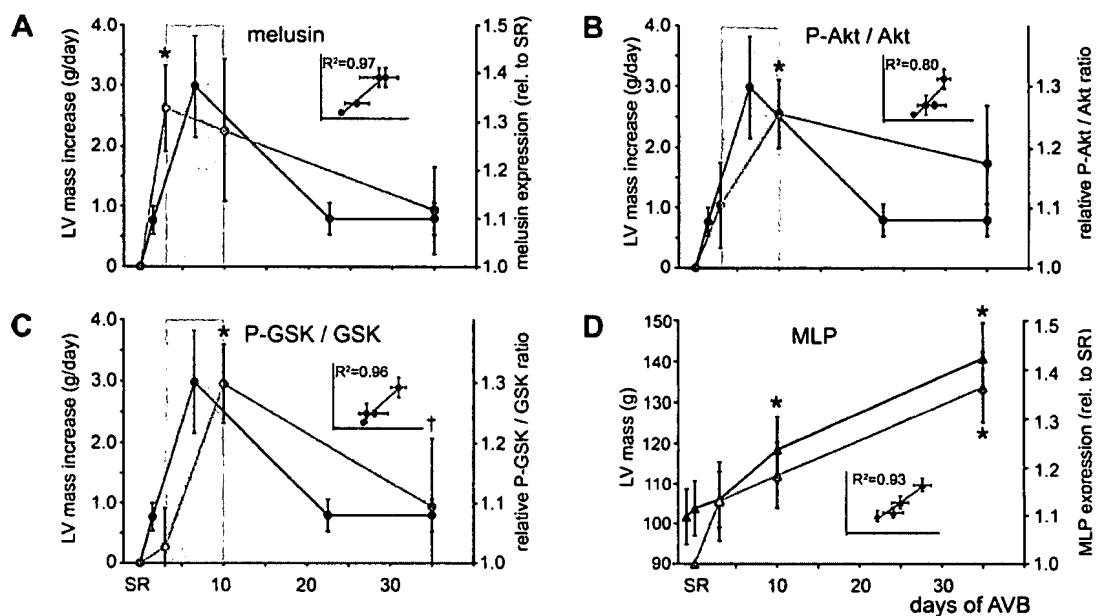 A
melusin
R²=0.97
*
LV mass increase (g/day)
4.0
3.0
2.0
1.0
0
melusin expression (rel. to SR)
1.5
1.4
1.3
1.2
1.1
1.0
B
P-Akt / Akt
R²=0.80
*
LV mass increase (g/day)
4.0
3.0
2.0
1.0
0
relative P-Akt / Akt ratio
1.3
1.2
1.1
1.0
C
P-GSK / GSK
R²=0.96
*
†
LV mass increase (g/day)
4.0
3.0
2.0
1.0
0
relative P-GSK / GSK ratio
1.3
1.2
1.1
1.0
SR 10 20 30
D
MLP
R²=0.93
*
*
*
LV mass (g)
150
140
130
120
110
100
90
MLP exporession (rel. to SR)
1.5
1.4
1.3
1.2
1.1
1.0
SR 10 20 30
days of AVB